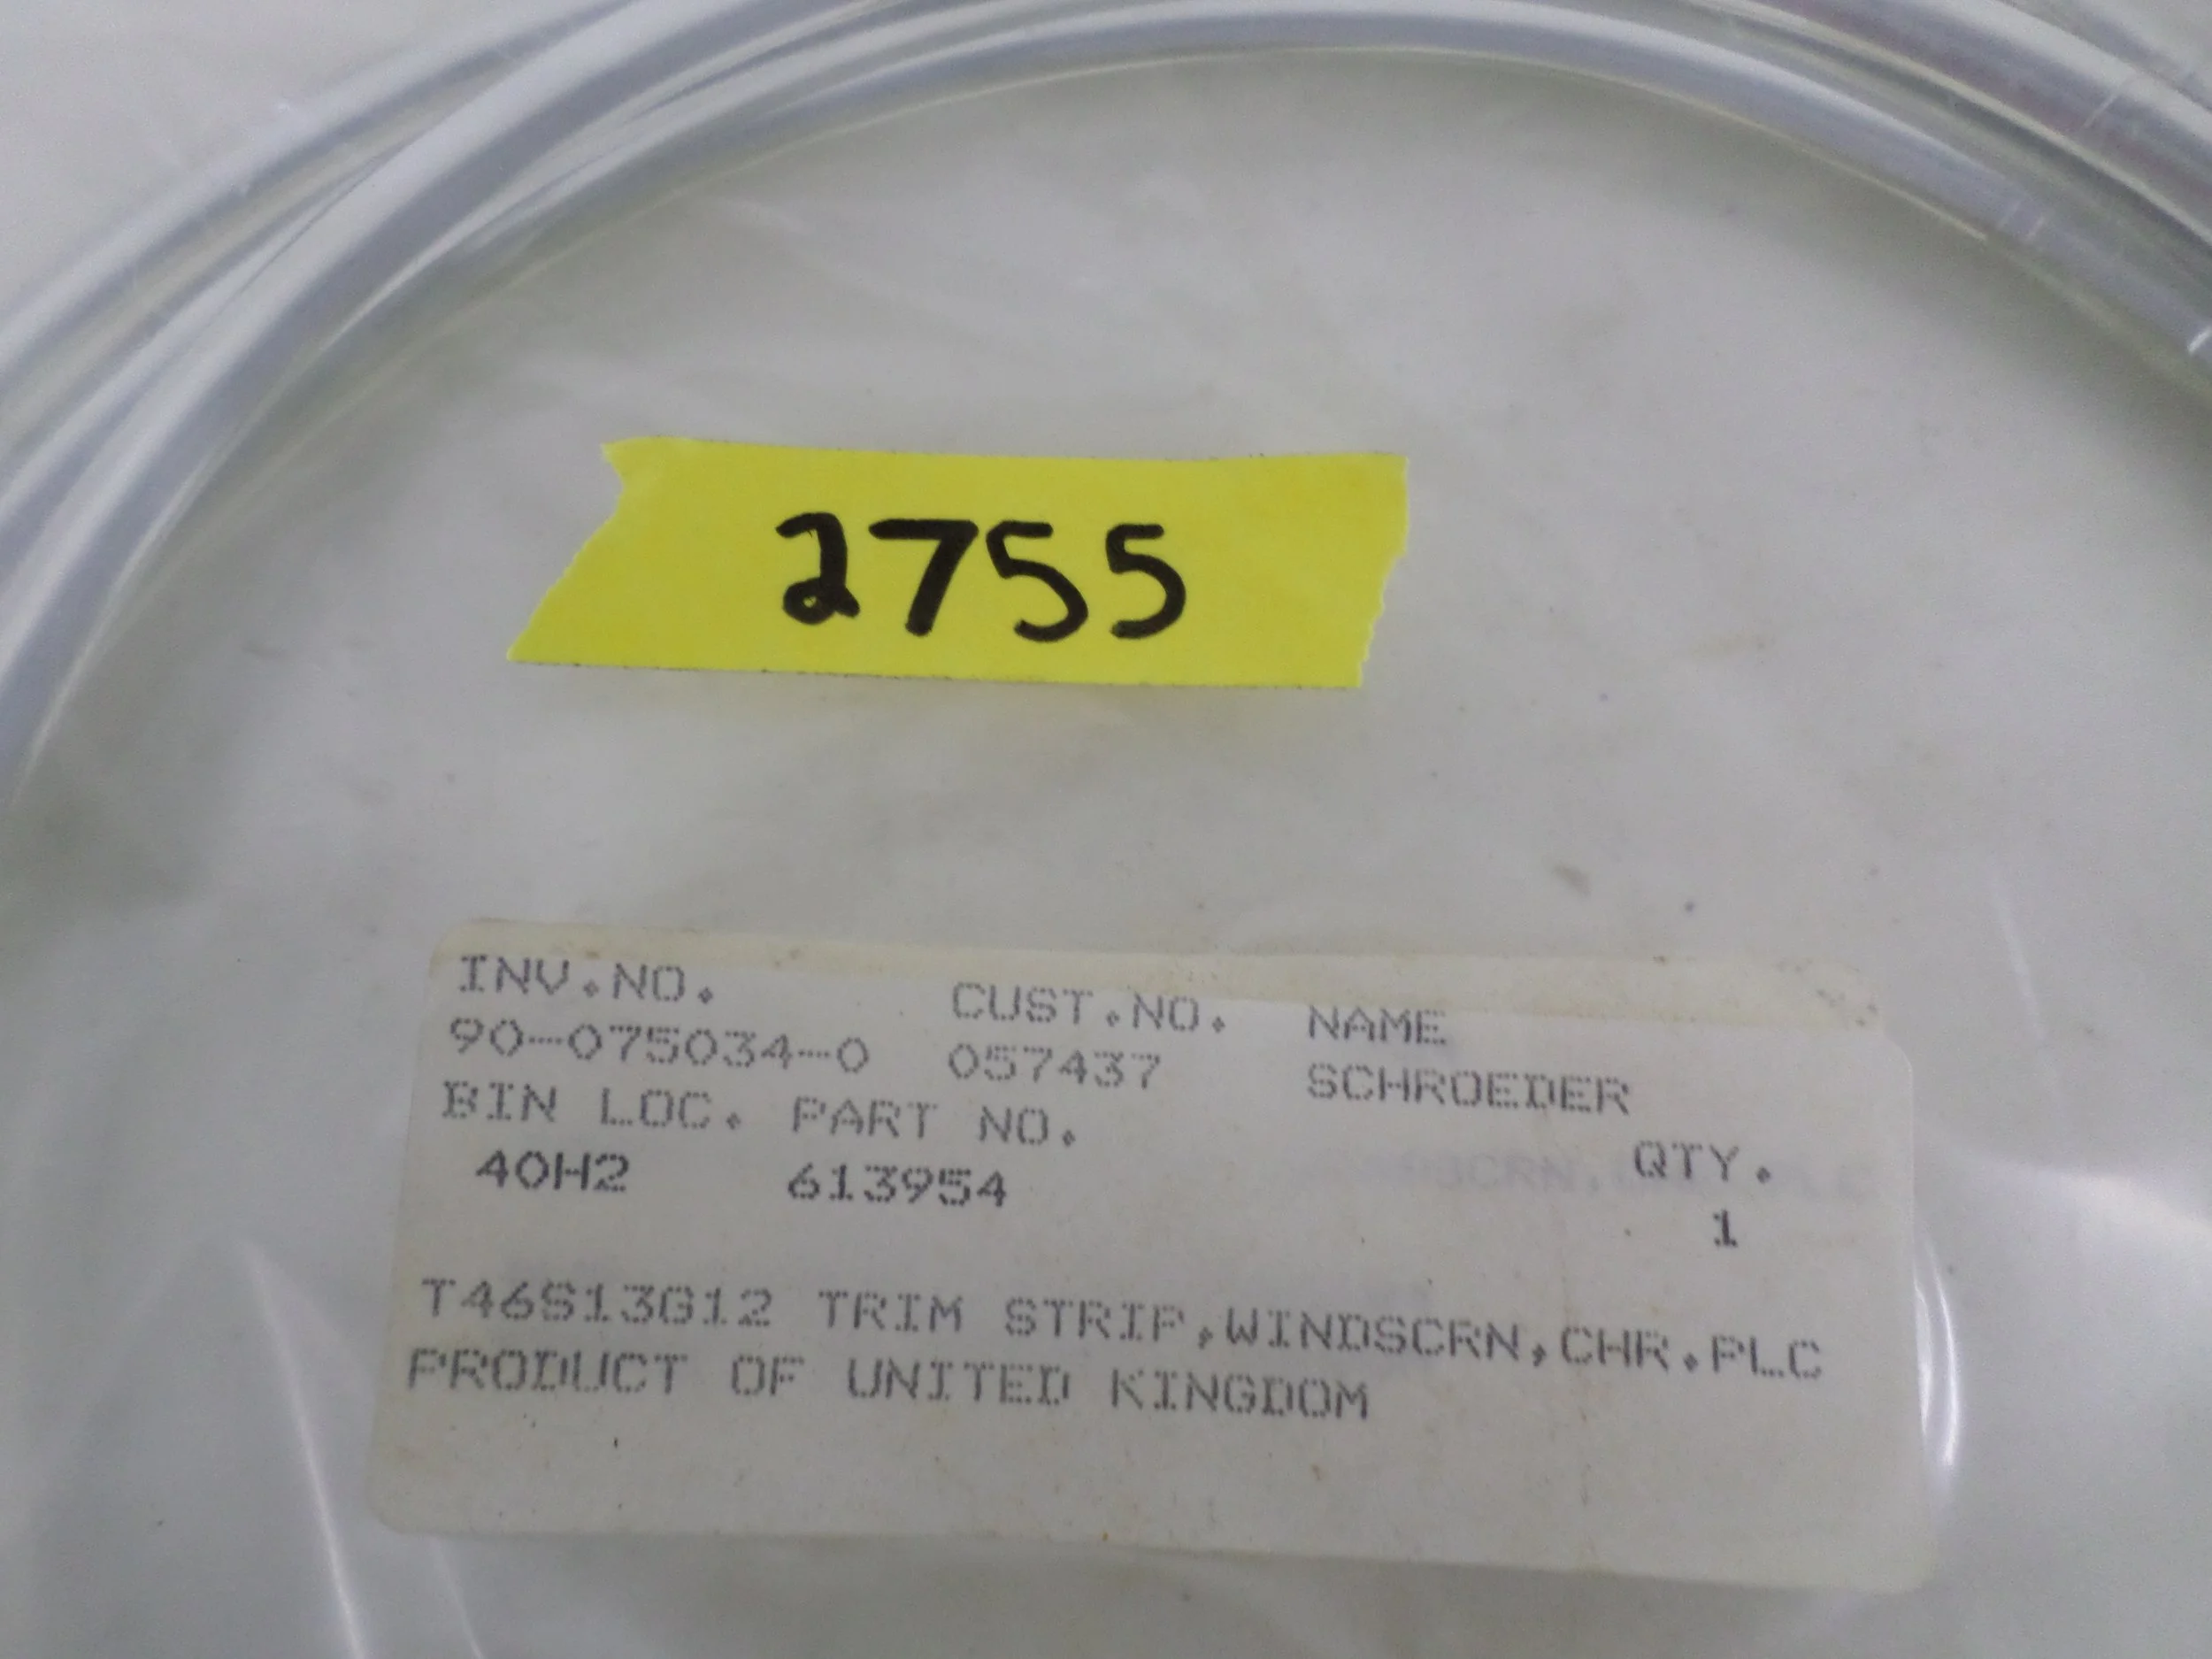 2755
INV.NO. CUST.NO. NAME
90-075034-0 057437 SCHROEDER
BIN LOC. PART NO. QTY.
40H2 613954 1
T46S13G12 TRIM STRIP,WINDSCRN,CHR.PLC
PRODUCT OF UNITED KINGDOM